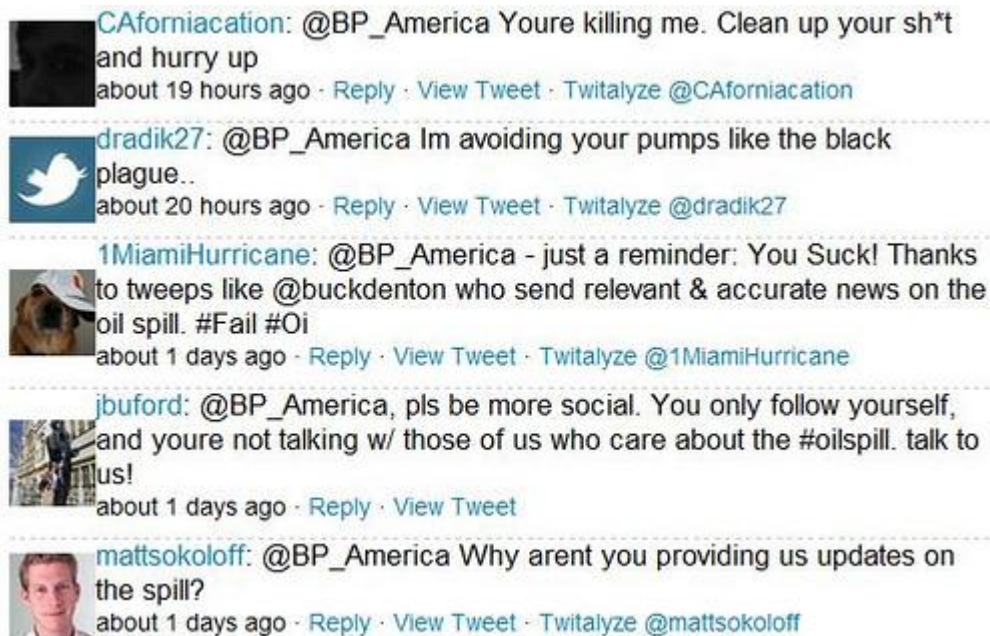 CAforniacation: @BP_America Youre killing me. Clean up your sh*t
and hurry up
about 19 hours ago · Reply · View Tweet · Twitalyze @CAforniacation
dradik27: @BP_America Im avoiding your pumps like the black
plague..
about 20 hours ago · Reply · View Tweet · Twitalyze @dradik27
1MiamiHurricane: @BP_America - just a reminder: You Suck! Thanks
to tweeps like @buckdenton who send relevant & accurate news on the
oil spill. #Fail #Oi
about 1 days ago · Reply · View Tweet · Twitalyze @1MiamiHurricane
jbuford: @BP_America, pls be more social. You only follow yourself,
and youre not talking w/ those of us who care about the #oilspill. talk to
us!
about 1 days ago · Reply · View Tweet
mattsokoloff: @BP_America Why arent you providing us updates on
the spill?
about 1 days ago · Reply · View Tweet · Twitalyze @mattsokoloff